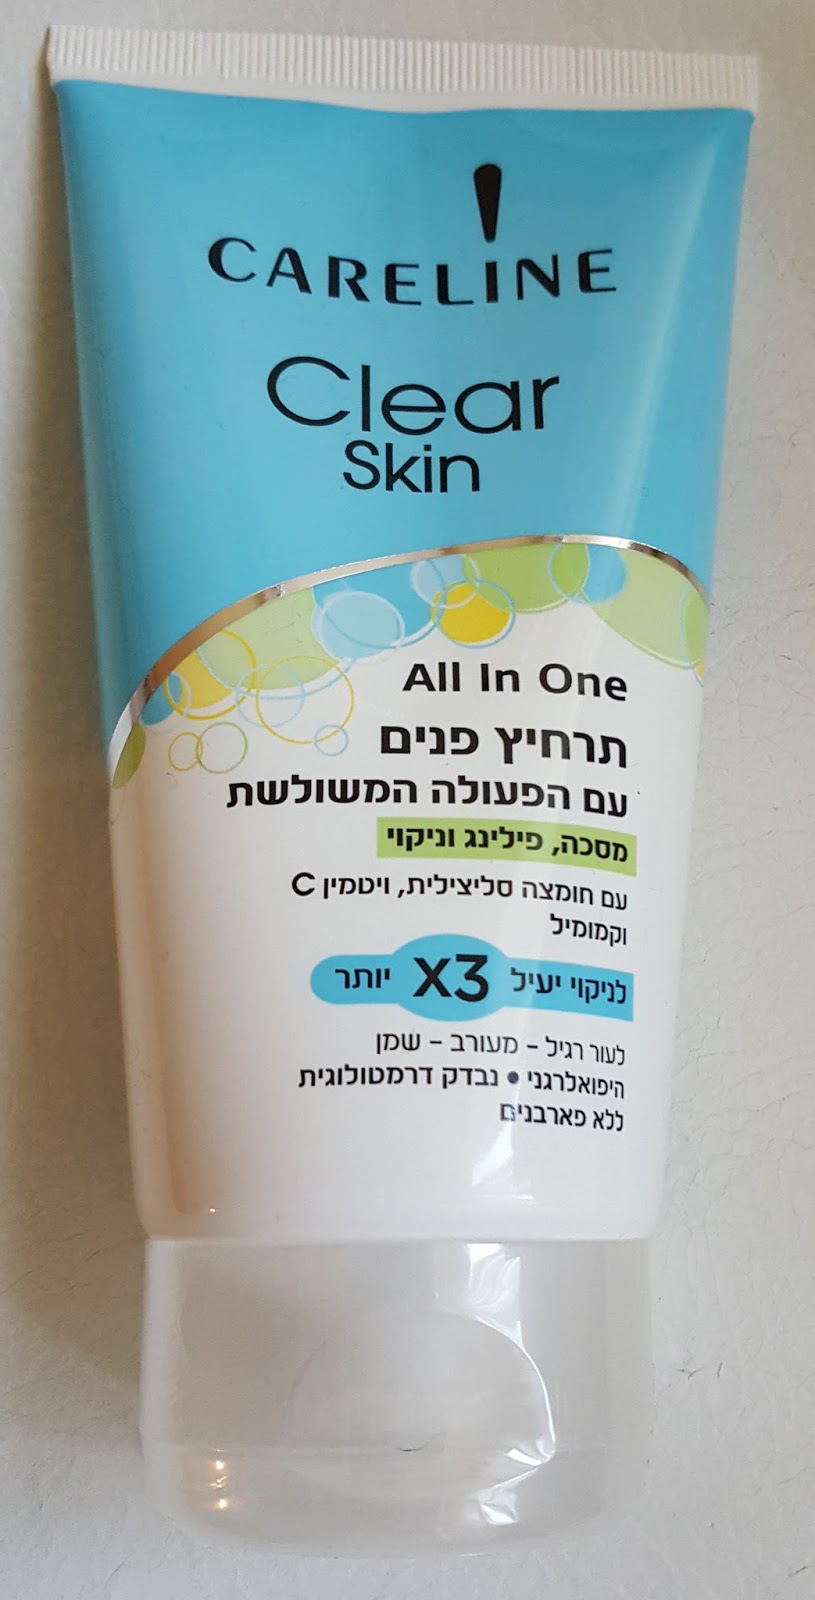 CARELINE
Clear
Skin
All In One
תרחיץ פנים
עם הפעולה המשולשת
מסכה, פילינג וניקוי
עם חומצה סליצילית, ויטמין C
וקמומיל
לניקוי יעיל X3 יותר
לעור רגיל - מעורב - שמן
היפואלרגני • נבדק דרמטולוגית
ללא פארבנים